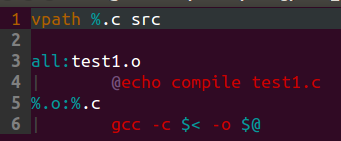 1 vpath %.c src
2
3 all:test1.o
4 | @echo compile test1.c
5 %.o:%.c
6 | gcc -c $< -o $@